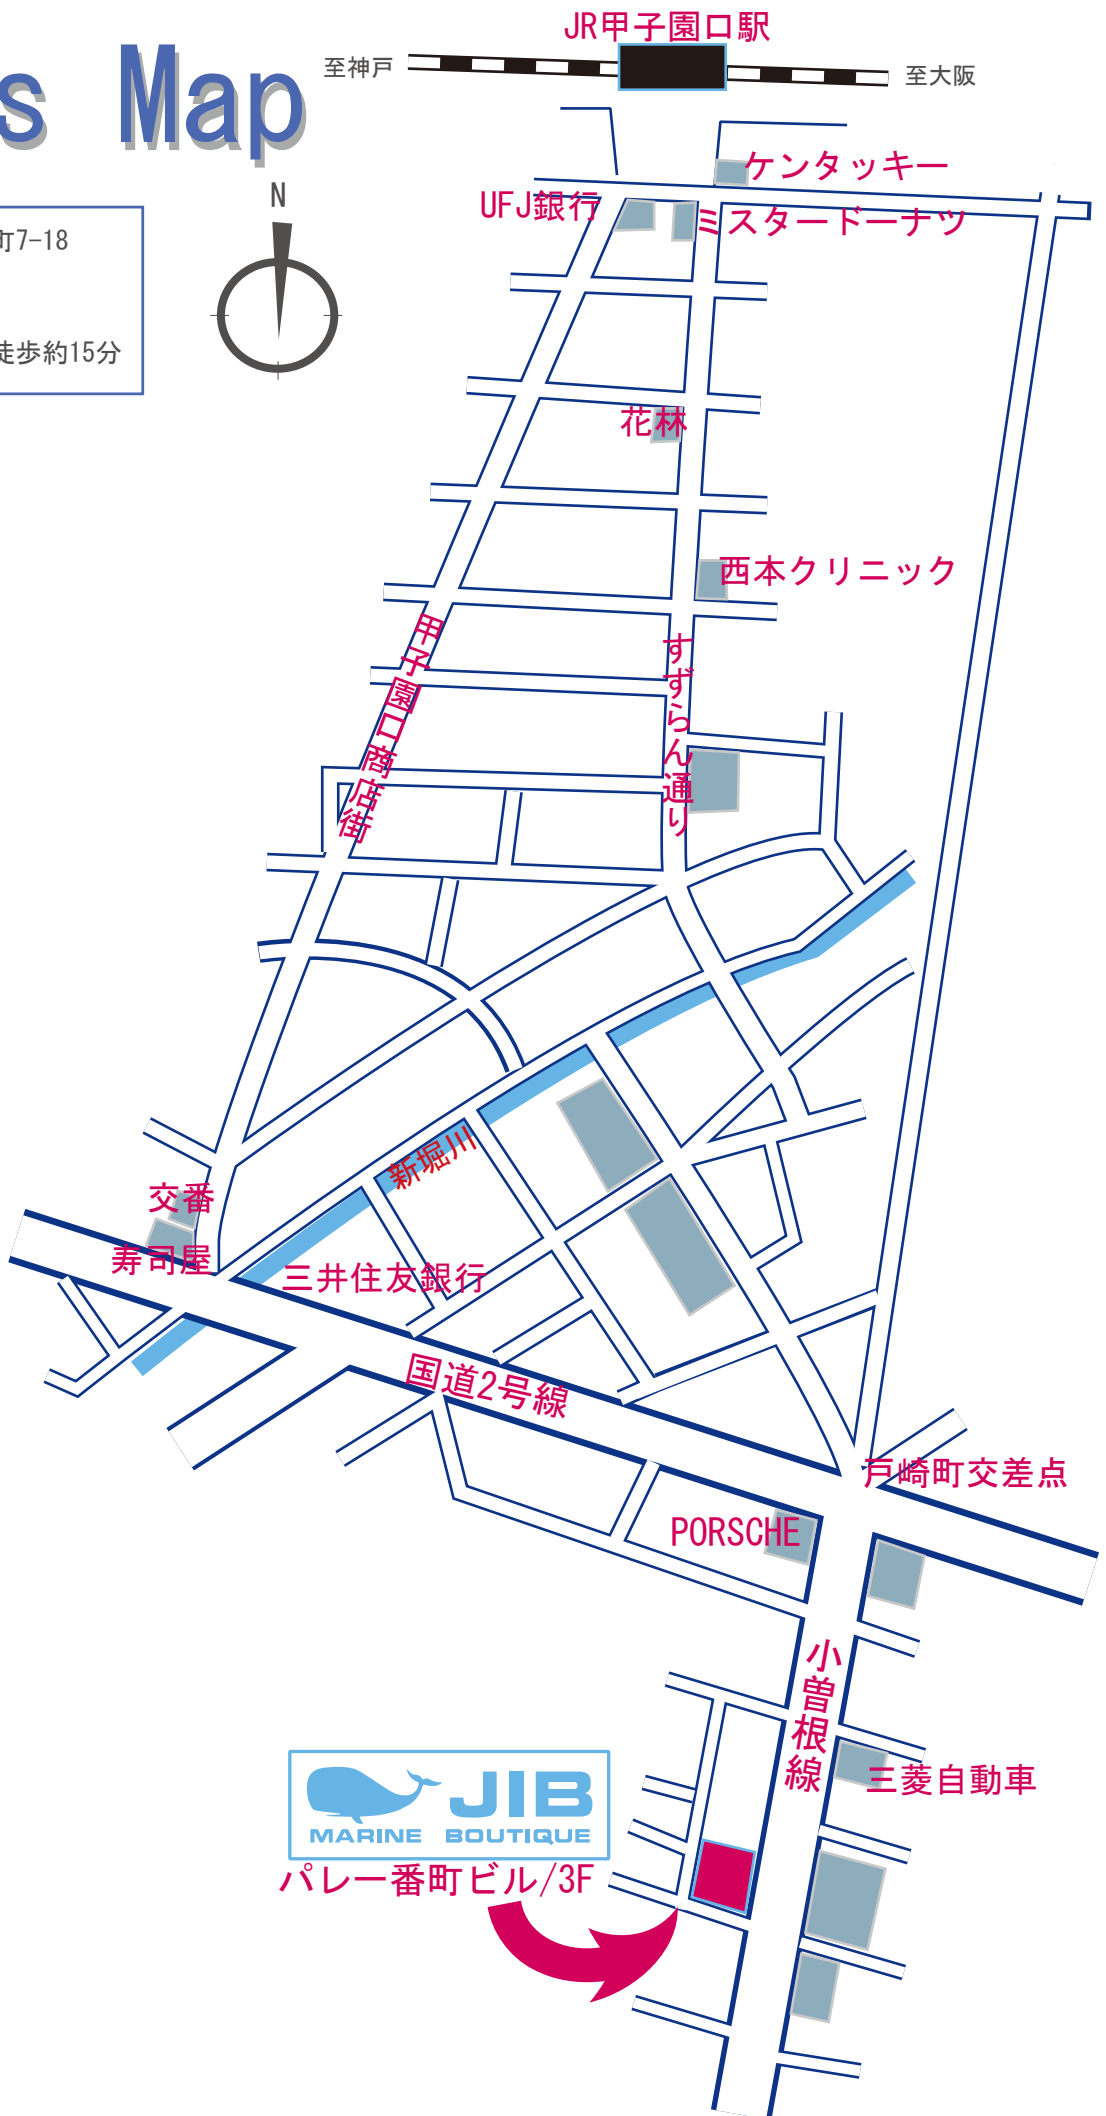 JR甲子園口駅
至神戸
至大阪
s Map
N
町7-18
徒歩約15分
ケンタッキー
UFJ銀行
ミスタードーナツ
花林
西本クリニック
甲子園口商店街
すずらん通り
新堀川
交番
寿司屋
三井住友銀行
国道2号線
戸崎町交差点
PORSCHE
小曽根線
三菱自動車
JIB
MARINE BOUTIQUE
パレ一番町ビル/3F